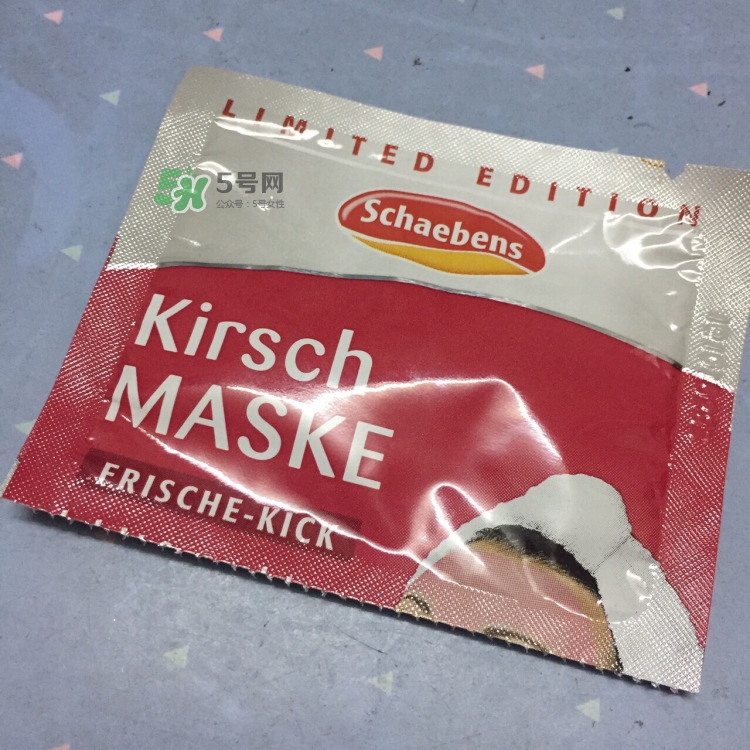 LIMITED EDITION
5号网
公众号：5号女性
Schaebens
Kirsch
MASKE
FRISCHE-KICK